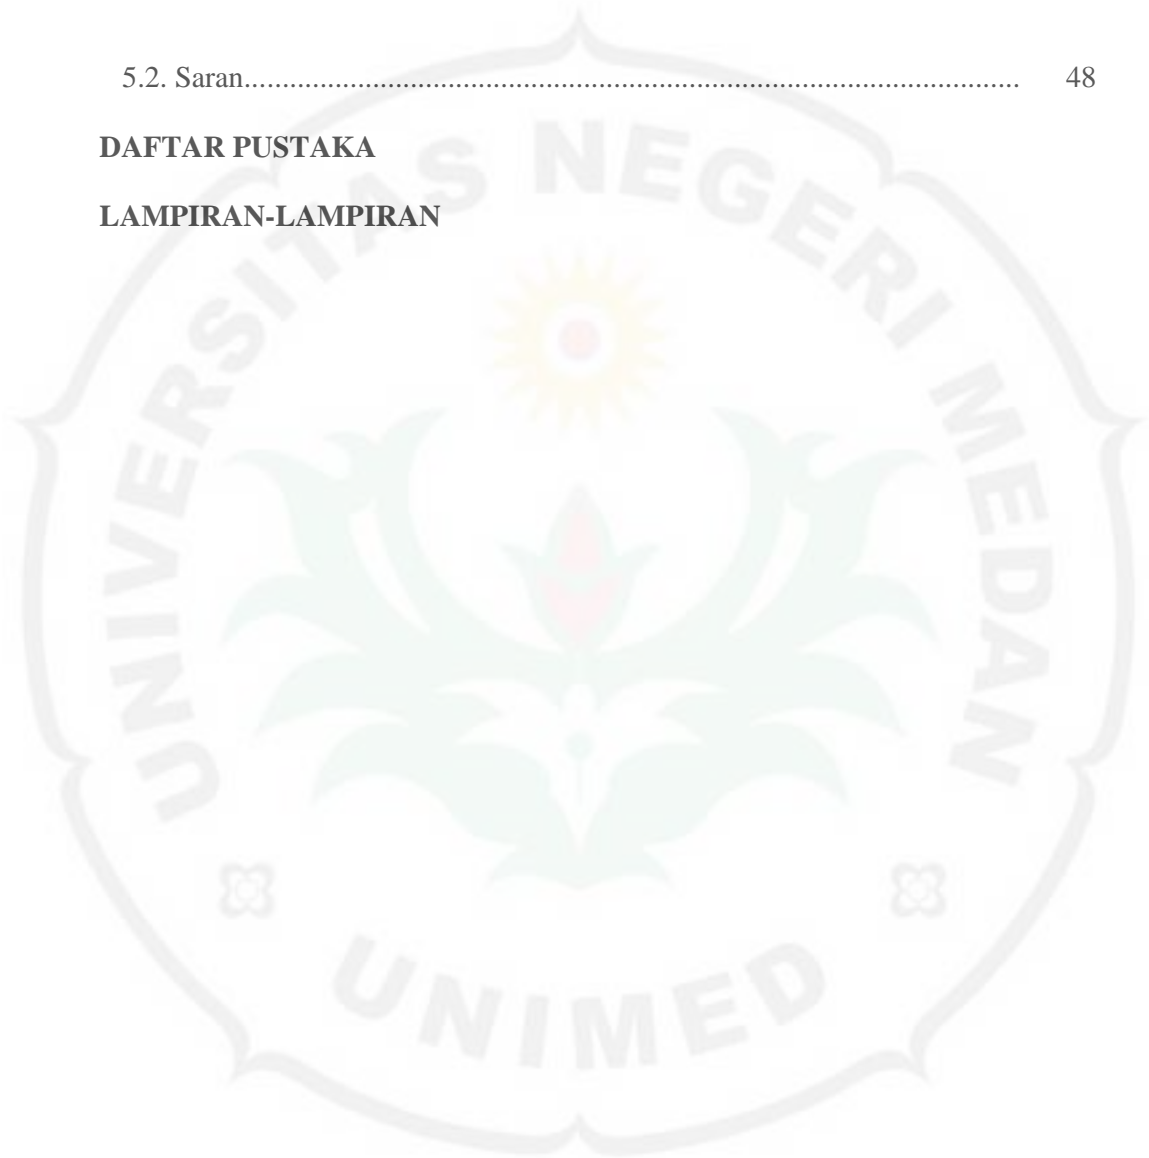 5.2. Saran....................................................................................................... 48
DAFTAR PUSTAKA
LAMPIRAN-LAMPIRAN
UNIVERSITAS NEGERI MEDAN
UNIMED